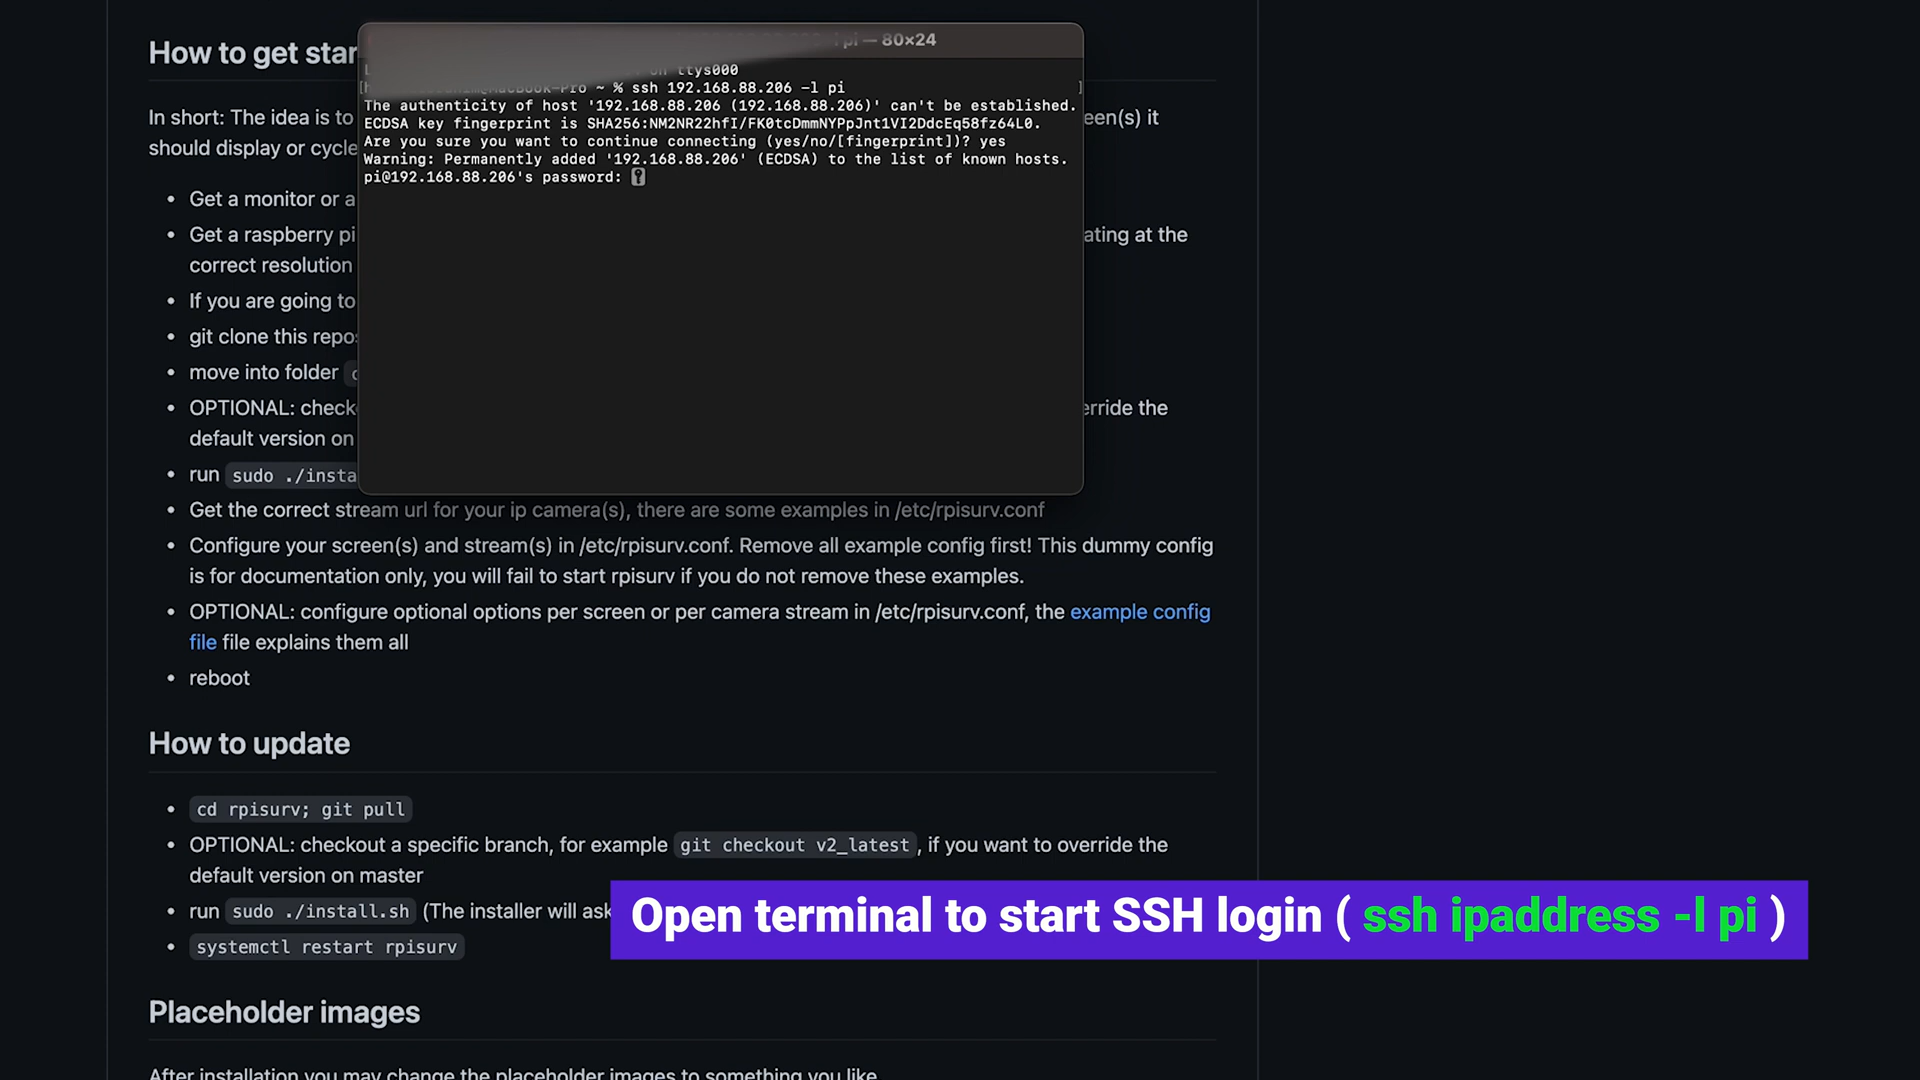 How to get star
pi — 80×24
on ttys000
@MacBook-Pro ~ % ssh 192.168.88.206 -l pi
The authenticity of host '192.168.88.206 (192.168.88.206)' can't be established.
ECDSA key fingerprint is SHA256:NM2NR22hfI/FK0tcDmmNYPpJnt1VI2DdcEq58fz64L0.
Are you sure you want to continue connecting (yes/no/[fingerprint])? yes
Warning: Permanently added '192.168.88.206' (ECDSA) to the list of known hosts.
pi@192.168.88.206's password:
In short: The idea is to een(s) it
should display or cycle
• Get a monitor or a
• Get a raspberry pi ating at the
correct resolution
• If you are going to
• git clone this repos
• move into folder c
• OPTIONAL: checko erride the
default version on
• run sudo ./insta
• Get the correct stream url for your ip camera(s), there are some examples in /etc/rpisurv.conf
• Configure your screen(s) and stream(s) in /etc/rpisurv.conf. Remove all example config first! This dummy config
is for documentation only, you will fail to start rpisurv if you do not remove these examples.
• OPTIONAL: configure optional options per screen or per camera stream in /etc/rpisurv.conf, the example config
file file explains them all
• reboot
How to update
• cd rpisurv; git pull
• OPTIONAL: checkout a specific branch, for example git checkout v2_latest, if you want to override the
default version on master
• run sudo ./install.sh (The installer will ask
• systemctl restart rpisurv
Open terminal to start SSH login ( ssh ipaddress -l pi )
Placeholder images
After installation you may change the placeholder images to something you like